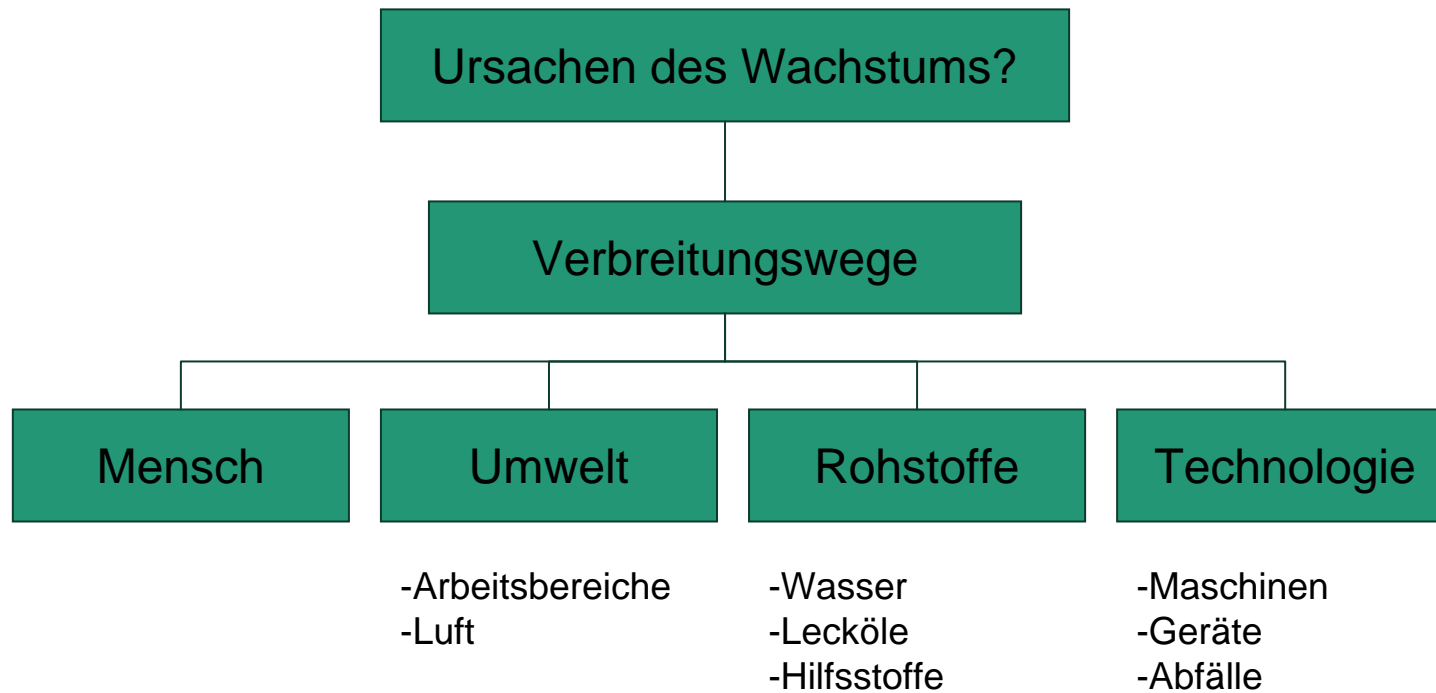 Ursachen des Wachstums?
Verbreitungswege
Mensch
Umwelt
-Arbeitsbereiche
-Luft
Rohstoffe
-Wasser
-Lecköle
-Hilfsstoffe
Technologie
-Maschinen
-Geräte
-Abfälle